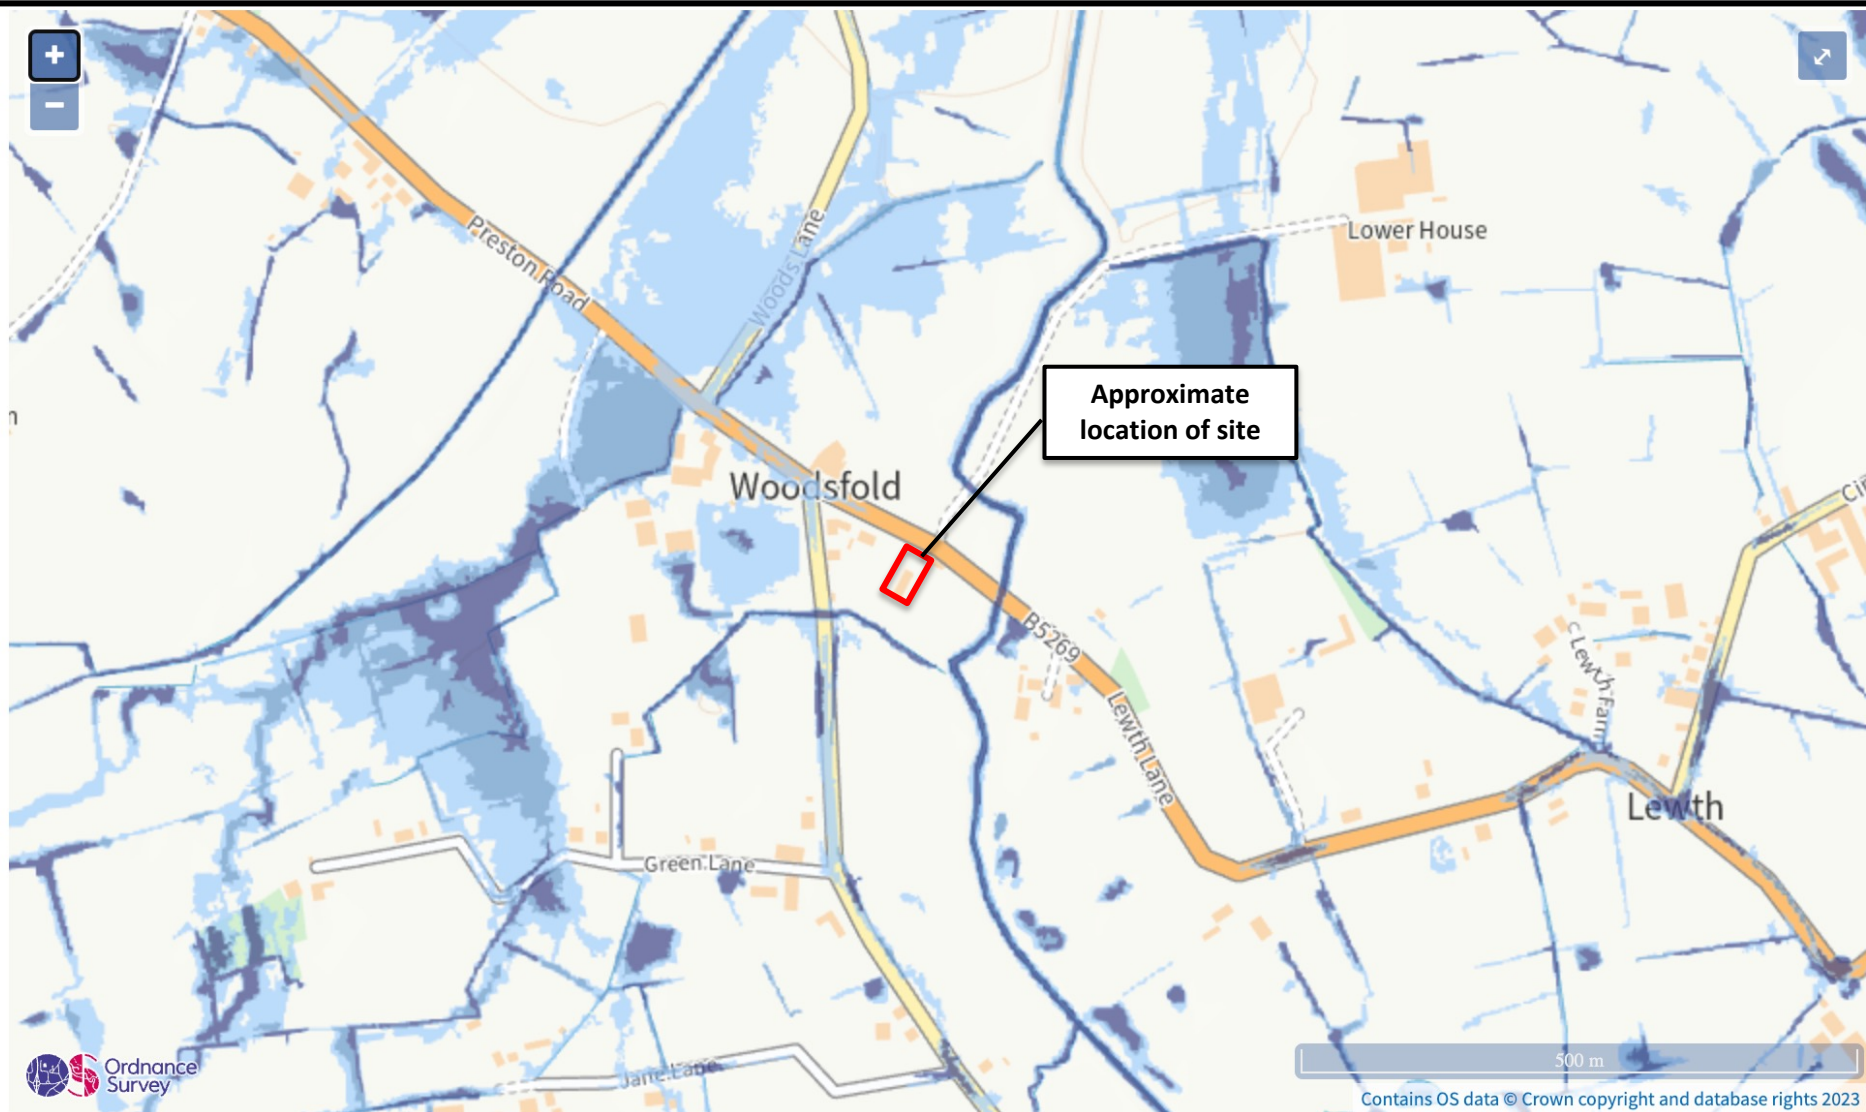 +
−
Preston Road
Woods Lane
Lower House
Approximate
location of site
Woodsfold
B5269
Lewth Lane
Lewth Farm
Lewth
Green Lane
Jane Lane
Ordnance
Survey
500 m
Contains OS data © Crown copyright and database rights 2023